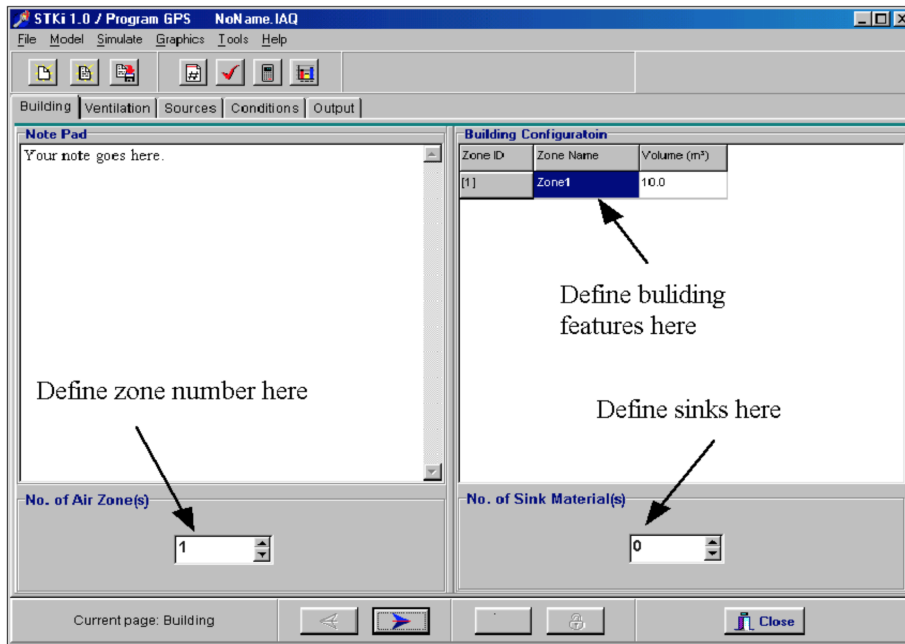 STKi 1.0 / Program GPS NoName.IAQ
File Model Simulate Graphics Tools Help
Building Ventilation Sources Conditions Output
Note Pad
Your note goes here.
Building Configuratoin
Zone ID Zone Name Volume (m³)
[1] Zone1 10.0
Define buliding
features here
Define zone number here
Define sinks here
No. of Air Zone(s)
1
No. of Sink Material(s)
0
Current page: Building
Close